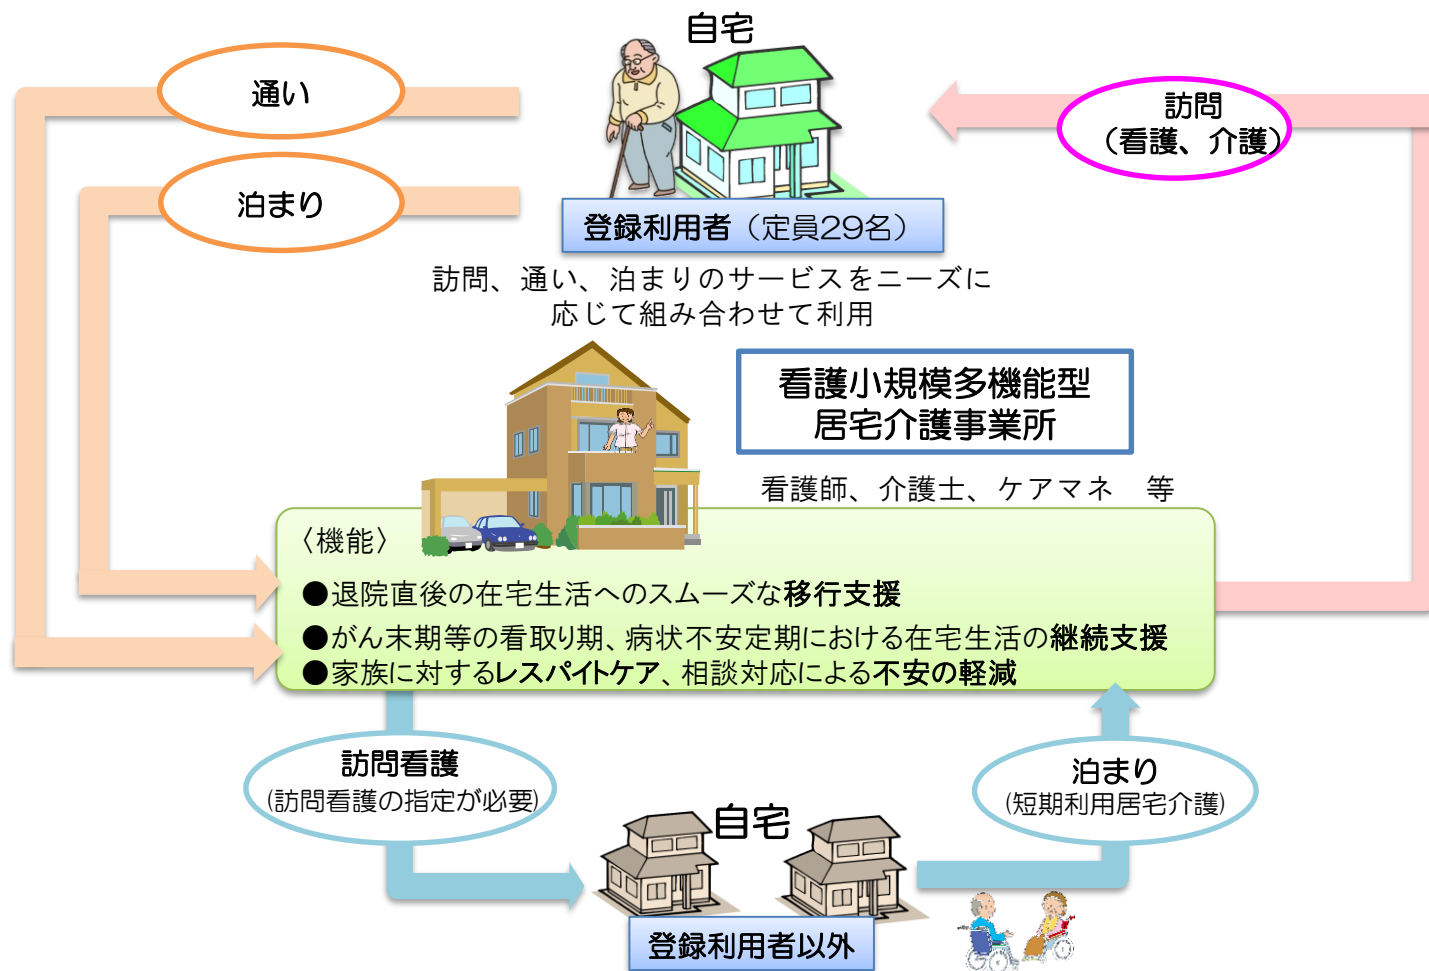 自宅
通い
訪問
（看護、介護）
泊まり
登録利用者（定員29名）
訪問、通い、泊まりのサービスをニーズに
応じて組み合わせて利用
看護小規模多機能型
居宅介護事業所
看護師、介護士、ケアマネ　等
〈機能〉
●退院直後の在宅生活へのスムーズな移行支援
●がん末期等の看取り期、病状不安定期における在宅生活の継続支援
●家族に対するレスパイトケア、相談対応による不安の軽減
訪問看護
(訪問看護の指定が必要)
泊まり
(短期利用居宅介護)
自宅
登録利用者以外